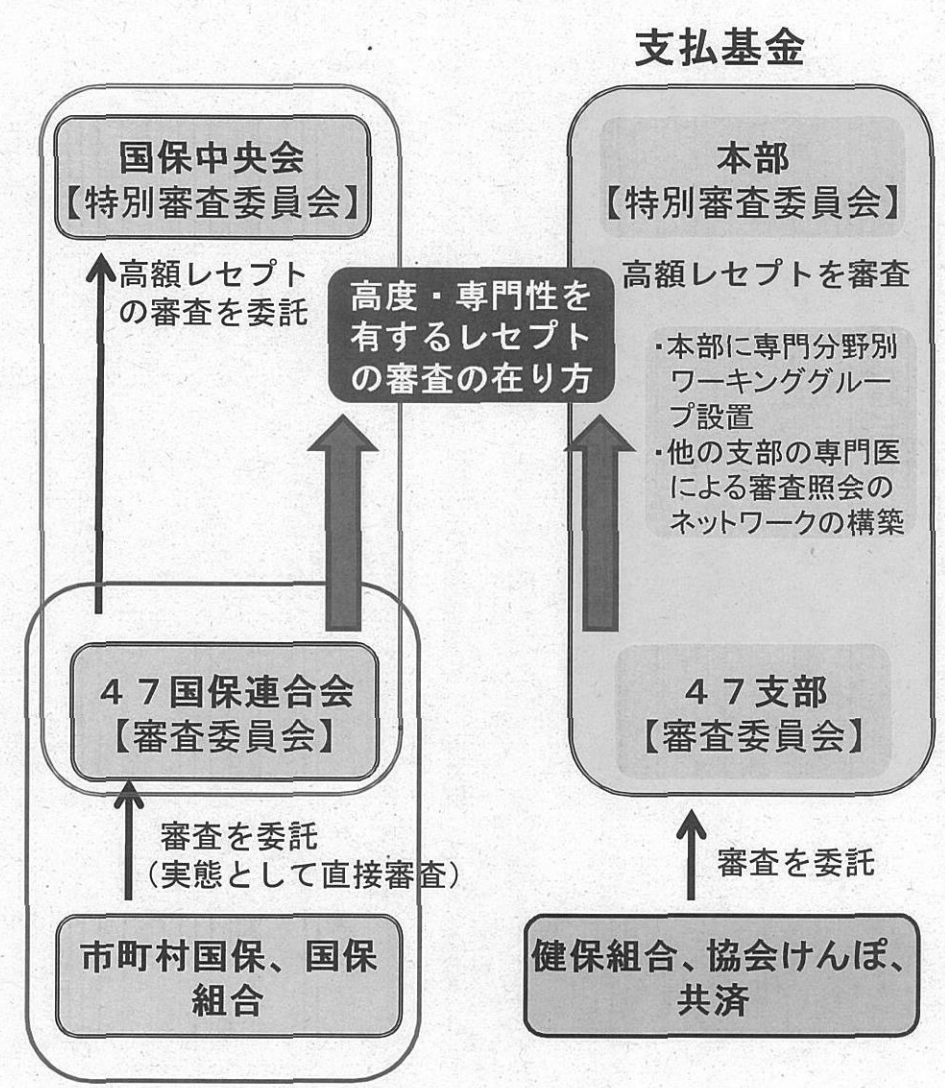 支払基金
国保中央会
【特別審査委員会】
高額レセプト
の審査を委託
高度・専門性を
有するレセプト
の審査の在り方
本部
【特別審査委員会】
高額レセプトを審査
・本部に専門分野別
ワーキンググルー
プ設置
・他の支部の専門医
による審査照会の
ネットワークの構築
47国保連合会
【審査委員会】
審査を委託
(実態として直接審査)
市町村国保、国保
組合
47支部
【審査委員会】
審査を委託
健保組合、協会けんぽ、
共済